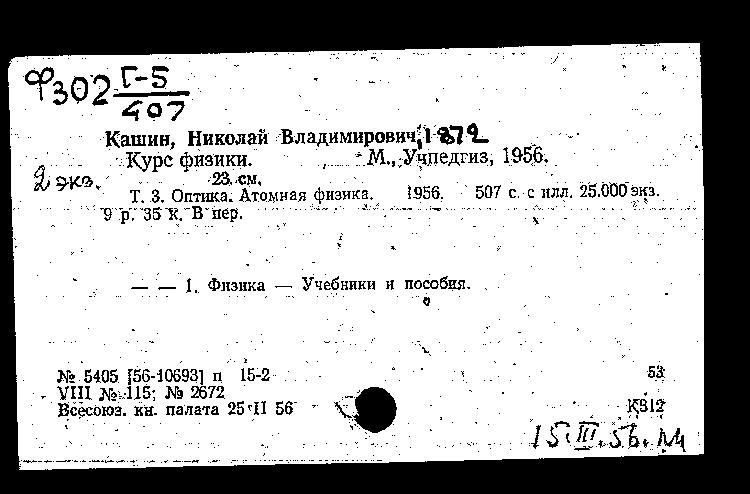 Ф302 Г-5
407
Кашин, Николай Владимирович, 1872
Курс физики. М., Учпедгиз, 1956.
2 экз. 23 см.
Т. 3. Оптика. Атомная физика. 1956. 507 с. с илл. 25.000 экз.
9 р. 35 к. В пер.
— — 1. Физика — Учебники и пособия.
№ 5405 [56-10693] п 15-2 53
VIII № 115; № 2672
Всесоюз. кн. палата 25 II 56 К312
15.III.56.